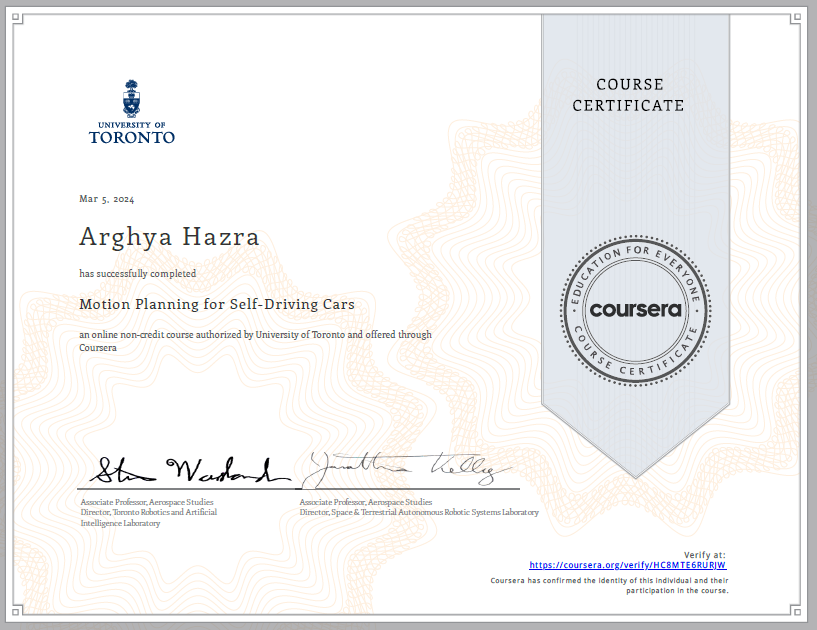 UNIVERSITY OF
TORONTO
COURSE
CERTIFICATE
Mar 5, 2024
Arghya Hazra
has successfully completed
Motion Planning for Self-Driving Cars
an online non-credit course authorized by University of Toronto and offered through
Coursera
EDUCATION FOR EVERYONE
coursera
COURSE CERTIFICATE
Associate Professor, Aerospace Studies
Director, Toronto Robotics and Artificial
Intelligence Laboratory
Associate Professor, Aerospace Studies
Director, Space & Terrestrial Autonomous Robotic Systems Laboratory
Verify at:
https://coursera.org/verify/HC8MTE6RURJW
Coursera has confirmed the identity of this individual and their
participation in the course.